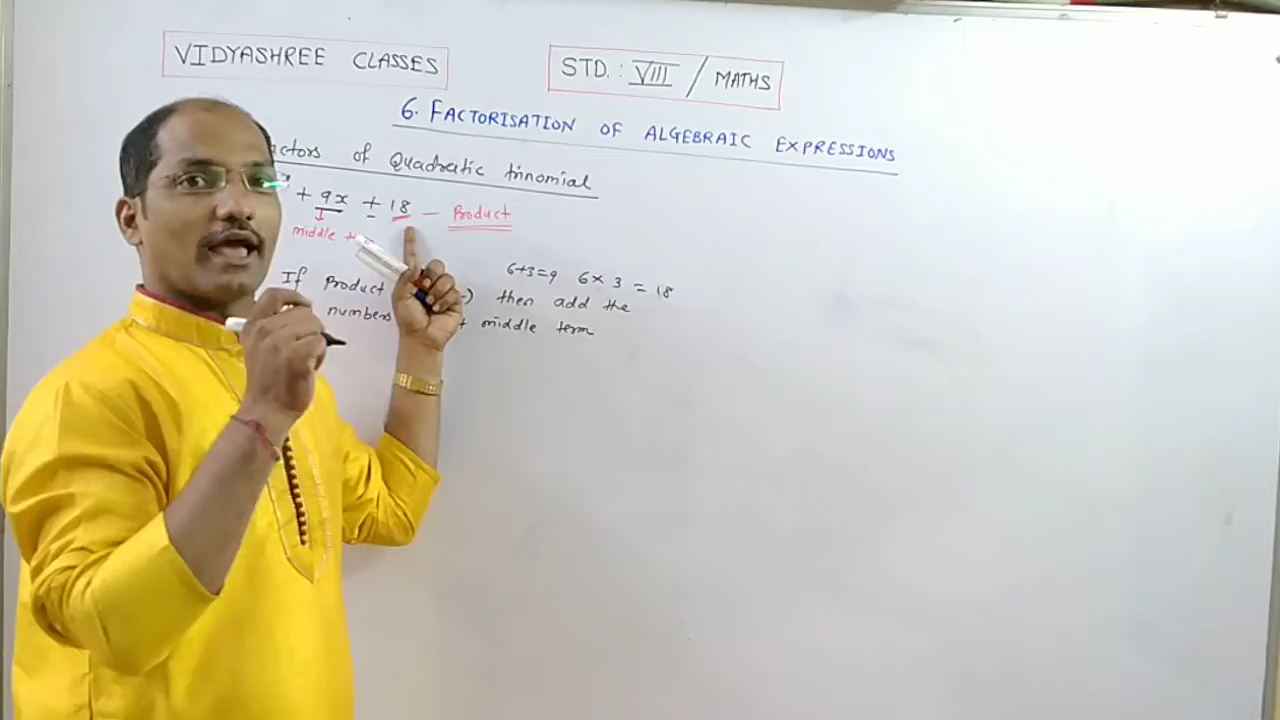 VIDYASHREE CLASSES
STD. : VIII / MATHS
6. FACTORISATION OF ALGEBRAIC EXPRESSIONS
actors of Quadratic trinomial
+ 9x + 18 — Product
middle
6+3=9 6 × 3 = 18
If Product ) then add the
numbers middle term